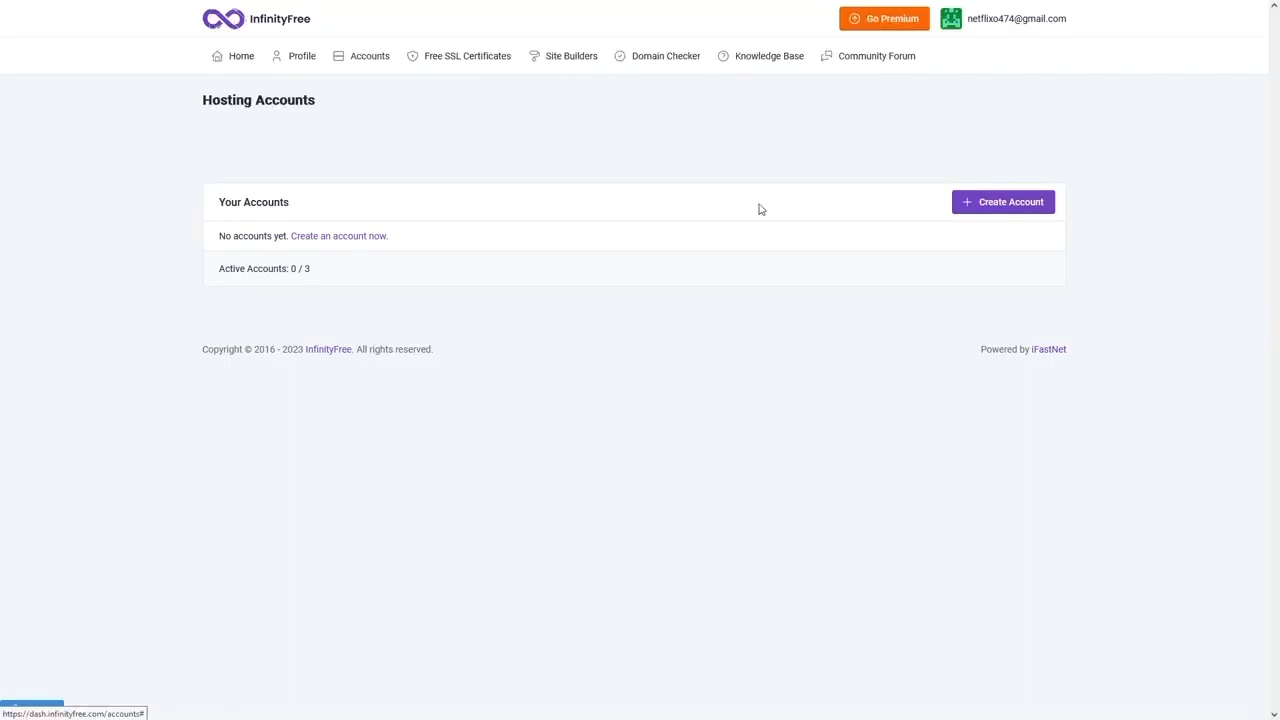 InfinityFree
Go Premium
netflixo474@gmail.com
Home
Profile
Accounts
Free SSL Certificates
Site Builders
Domain Checker
Knowledge Base
Community Forum
Hosting Accounts
Your Accounts
Create Account
No accounts yet. Create an account now.
Active Accounts: 0 / 3
Copyright © 2016 - 2023 InfinityFree. All rights reserved.
Powered by iFastNet
https://dash.infinityfree.com/accounts#